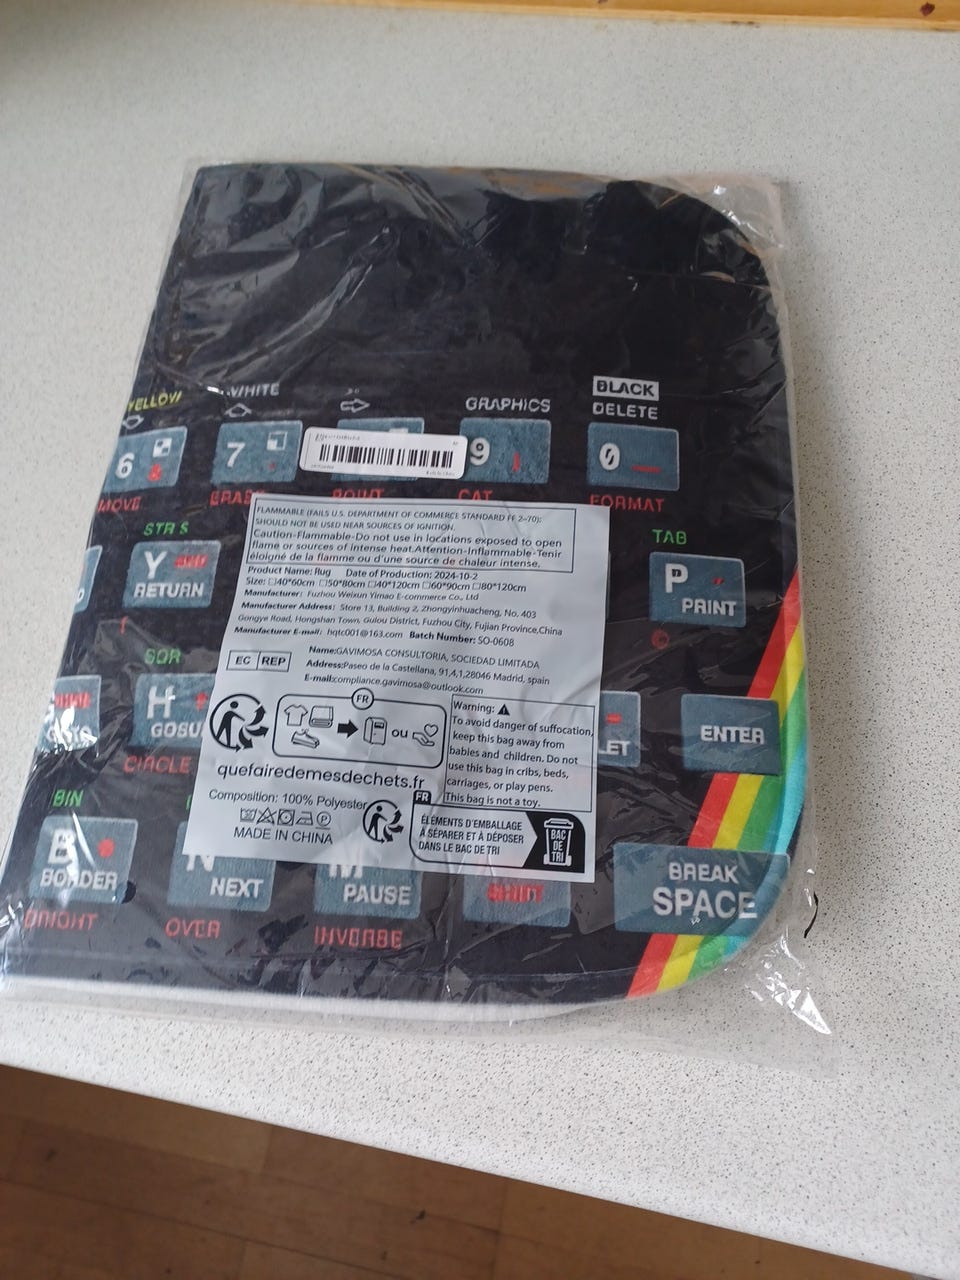 BLACK
YELLOW
WHITE
GRAPHICS
DELETE
6
7
9
0
MOVE
ERASE
POINT
CAT
FORMAT
STR $
TAB
Y
RETURN
P
PRINT
SQR
H
GOSU
LET
ENTER
CIRCLE
BIN
B
BORDER
N
NEXT
M
PAUSE
SHIFT
BREAK
SPACE
BRIGHT
OVER
INVERSE
FLAMMABLE (FAILS U.S. DEPARTMENT OF COMMERCE STANDARD FF 2-70):
SHOULD NOT BE USED NEAR SOURCES OF IGNITION.
Caution-Flammable-Do not use in locations exposed to open
flame or sources of intense heat.Attention-Inflammable-Tenir
éloigné de la flamme ou d'une source de chaleur intense.
Product Name: Rug Date of Production: 2024-10-2
Size: □40*60cm □50*80cm □40*120cm □60*90cm □80*120cm
Manufacturer: Fuzhou Weixun Yimao E-commerce Co., Ltd
Manufacturer Address: Store 13, Building 2, Zhongyinhuacheng, No. 403
Gongye Road, Hongshan Town, Gulou District, Fuzhou City, Fujian Province,China
Manufacturer E-mail: hqtc001@163.com Batch Number: SO-0608
EC REP
Name:GAVIMOSA CONSULTORIA, SOCIEDAD LIMITADA
Address:Paseo de la Castellana, 91,4,1,28046 Madrid, spain
E-mail:compliance.gavimosa@outlook.com
FR
ou
quefairedemesdechets.fr
Warning:
To avoid danger of suffocation,
keep this bag away from
babies and children. Do not
use this bag in cribs, beds,
carriages, or play pens.
This bag is not a toy.
Composition: 100% Polyester
MADE IN CHINA
FR
ÉLÉMENTS D'EMBALLAGE
À SÉPARER ET À DÉPOSER
DANS LE BAC DE TRI
BAC
DE
TRI